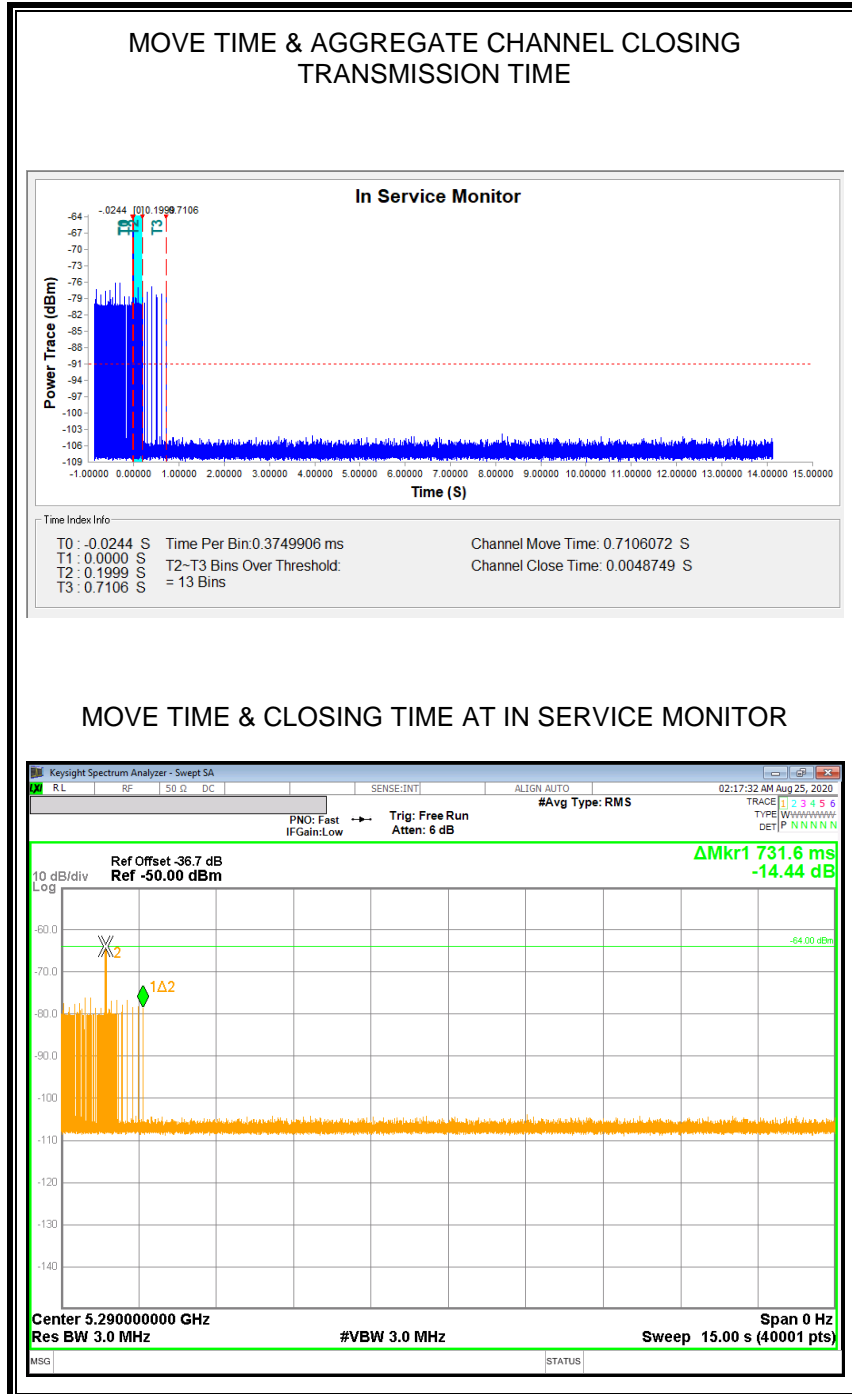 MOVE TIME & AGGREGATE CHANNEL CLOSING
TRANSMISSION TIME
In Service Monitor
-.0244 [0]0.1999 0.7106
T0 T2 T3
Power Trace (dBm)
-64
-67
-70
-73
-76
-79
-82
-85
-88
-91
-94
-97
-100
-103
-106
-109
-1.00000 0.00000 1.00000 2.00000 3.00000 4.00000 5.00000 6.00000 7.00000 8.00000 9.00000 10.00000 11.00000 12.00000 13.00000 14.00000 15.00000
Time (S)
Time Index Info
T0 : -0.0244 S
T1 : 0.0000 S
T2 : 0.1999 S
T3 : 0.7106 S
Time Per Bin:0.3749906 ms
T2~T3 Bins Over Threshold:
= 13 Bins
Channel Move Time: 0.7106072 S
Channel Close Time: 0.0048749 S
MOVE TIME & CLOSING TIME AT IN SERVICE MONITOR
Keysight Spectrum Analyzer - Swept SA
LXI RL RF 50 Ω DC SENSE:INT ALIGN AUTO 02:17:32 AM Aug 25, 2020
#Avg Type: RMS
TRACE 1 2 3 4 5 6
TYPE WWWWWW
DET P N N N N N
PNO: Fast
IFGain:Low
Trig: Free Run
Atten: 6 dB
ΔMkr1 731.6 ms
-14.44 dB
Ref Offset -36.7 dB
10 dB/div Ref -50.00 dBm
Log
-60.0
-64.00 dBm
2
-70.0
1Δ2
-80.0
-90.0
-100
-110
-120
-130
-140
Center 5.290000000 GHz Span 0 Hz
Res BW 3.0 MHz #VBW 3.0 MHz Sweep 15.00 s (40001 pts)
MSG STATUS